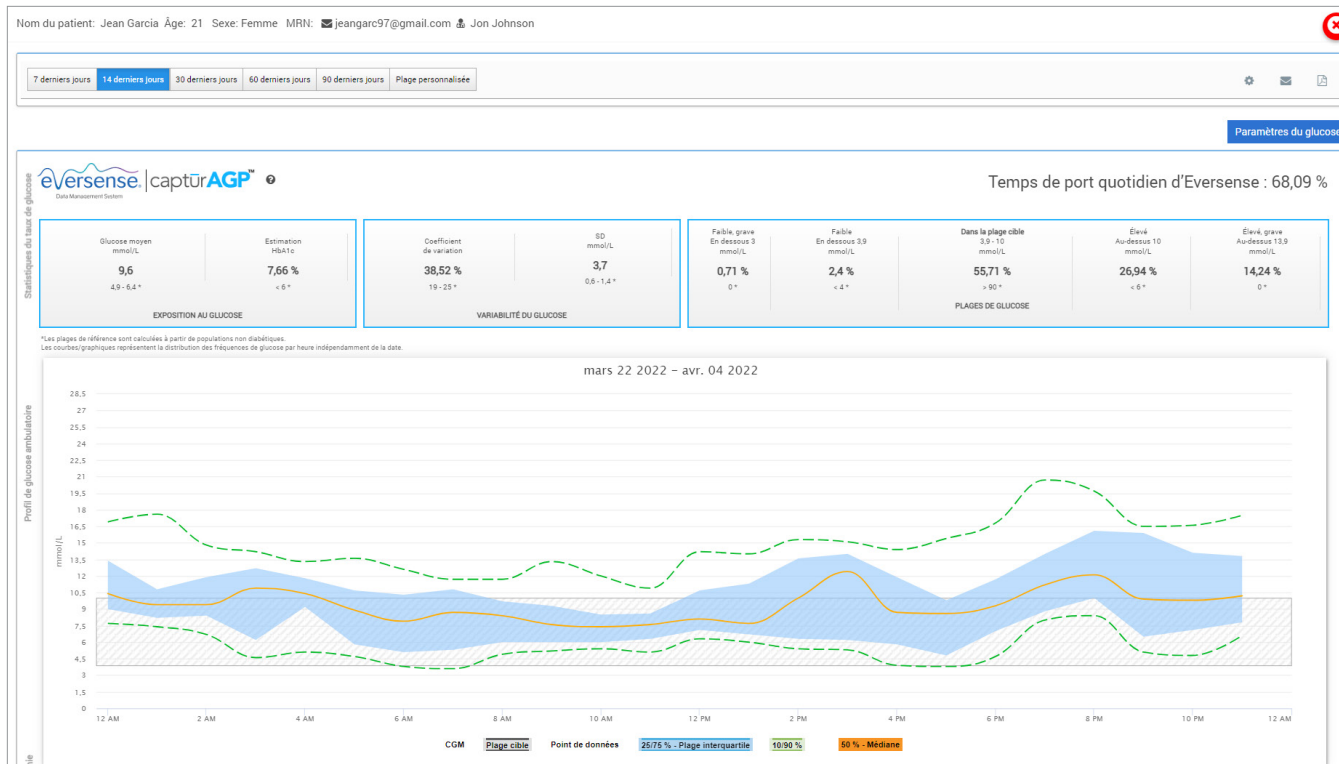 Nom du patient: Jean Garcia Âge: 21 Sexe: Femme MRN: jeangarc97@gmail.com Jon Johnson
7 derniers jours 14 derniers jours 30 derniers jours 60 derniers jours 90 derniers jours Plage personnalisée
Paramètres du glucose
eversense. | captūrAGP™
Data Management System
Temps de port quotidien d'Eversense : 68,09 %
Statistiques du taux de glucose
Glucose moyen
mmol/L
9,6
4,9 - 6,4 *
Estimation
HbA1c
7,66 %
< 6 *
EXPOSITION AU GLUCOSE
Coefficient
de variation
38,52 %
19 - 25 *
SD
mmol/L
3,7
0,6 - 1,4 *
VARIABILITÉ DU GLUCOSE
Faible, grave
En dessous 3
mmol/L
0,71 %
0 *
Faible
En dessous 3,9
mmol/L
2,4 %
< 4 *
Dans la plage cible
3,9 - 10
mmol/L
55,71 %
> 90 *
Élevé
Au-dessus 10
mmol/L
26,94 %
< 6 *
Élevé, grave
Au-dessus 13,9
mmol/L
14,24 %
0 *
PLAGES DE GLUCOSE
*Les plages de référence sont calculées à partir de populations non diabétiques.
Les courbes/graphiques représentent la distribution des fréquences de glucose par heure indépendamment de la date.
Profil de glucose ambulatoire
mars 22 2022 – avr. 04 2022
mmol/L
28,5
27
25,5
24
22,5
21
19,5
18
16,5
15
13,5
12
10,5
9
7,5
6
4,5
3
1,5
0
12 AM 2 AM 4 AM 6 AM 8 AM 10 AM 12 PM 2 PM 4 PM 6 PM 8 PM 10 PM 12 AM
CGM Plage cible Point de données 25/75 % - Plage interquartile 10/90 % 50 % - Médiane